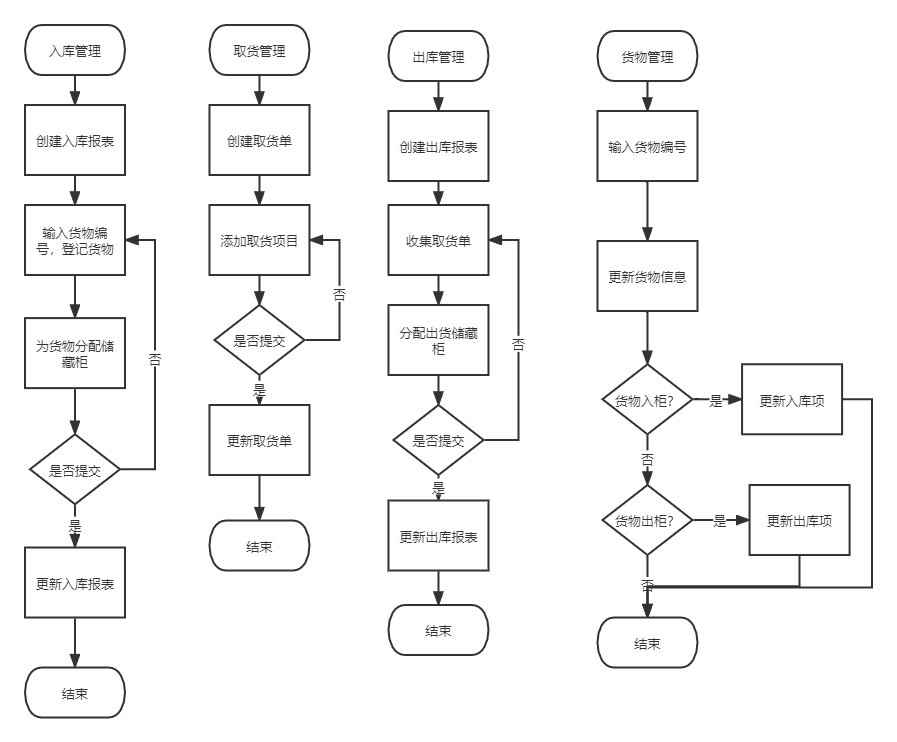 入库管理
创建入库报表
输入货物编
号，登记货物
为货物分配储
藏柜
否
是否提交
是
更新入库报表
结束
取货管理
创建取货单
添加取货项目
否
是否提交
是
更新取货单
结束
出库管理
创建出库报表
收集取货单
分配出货储藏
柜
否
是否提交
是
更新出库报表
结束
货物管理
输入货物编号
更新货物信息
货物入柜?
是
更新入库项
否
货物出柜?
是
更新出库项
否
结束